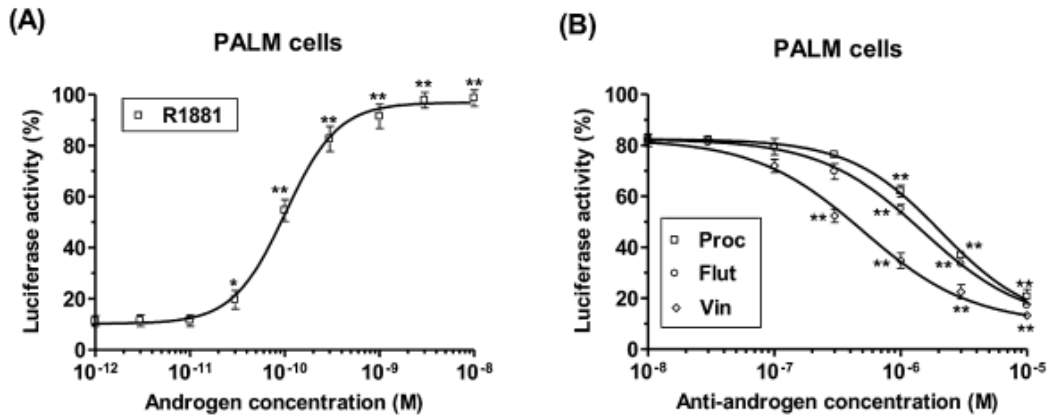 (A)
PALM cells
Luciferase activity (%)
100
80
60
40
20
0
R1881
*
**
**
**
**
**
10-12 10-11 10-10 10-9 10-8
Androgen concentration (M)
(B)
PALM cells
Luciferase activity (%)
100
80
60
40
20
0
Proc
Flut
Vin
**
**
**
**
**
**
**
**
**
10-8 10-7 10-6 10-5
Anti-androgen concentration (M)